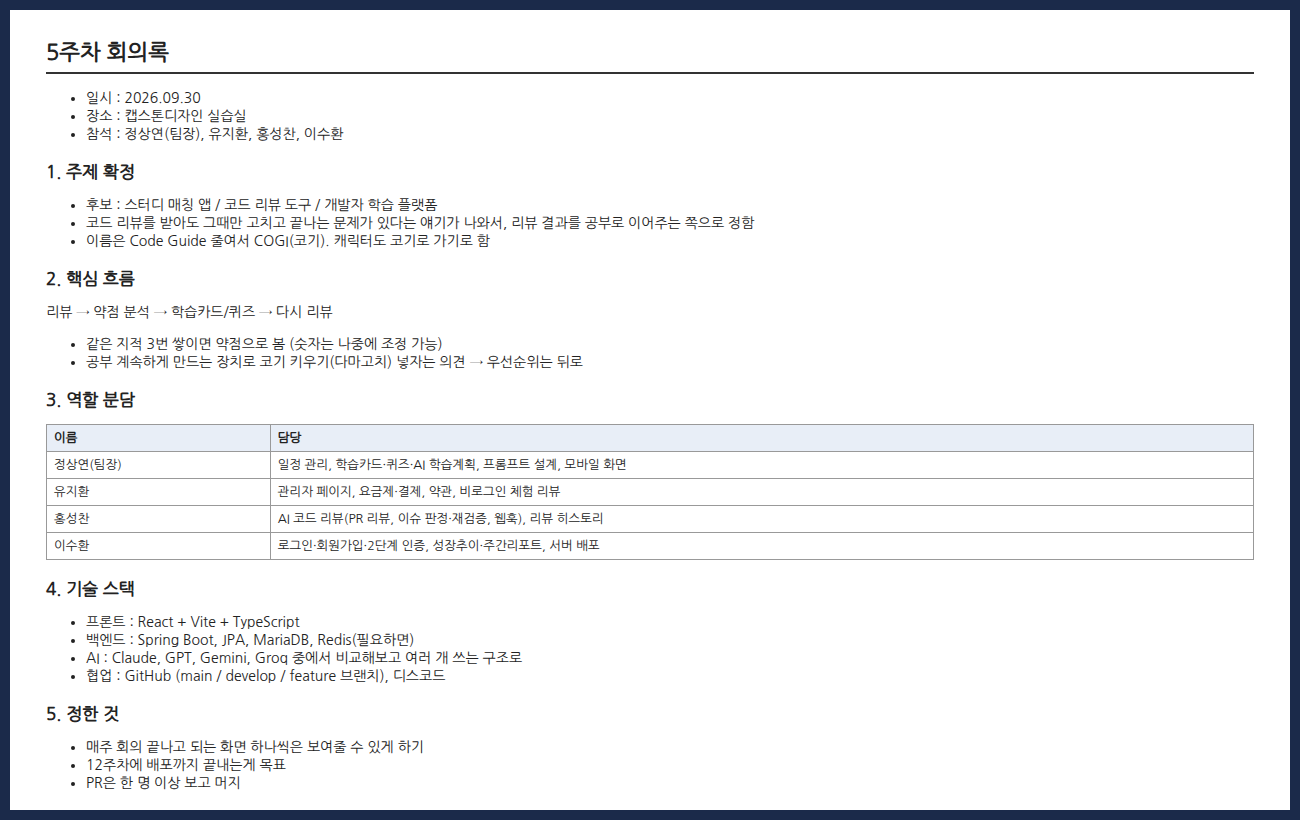 5주차 회의록
일시 : 2026.09.30
장소 : 캡스톤디자인 실습실
참석 : 정상연(팀장), 유지환, 홍성찬, 이수환
1. 주제 확정
후보 : 스터디 매칭 앱 / 코드 리뷰 도구 / 개발자 학습 플랫폼
코드 리뷰를 받아도 그때만 고치고 끝나는 문제가 있다는 얘기가 나와서, 리뷰 결과를 공부로 이어주는 쪽으로 정함
이름은 Code Guide 줄여서 COGI(코기). 캐릭터도 코기로 가기로 함
2. 핵심 흐름
리뷰 → 약점 분석 → 학습카드/퀴즈 → 다시 리뷰
같은 지적 3번 쌓이면 약점으로 봄 (숫자는 나중에 조정 가능)
공부 계속하게 만드는 장치로 코기 키우기(다마고치) 넣자는 의견 → 우선순위는 뒤로
3. 역할 분담
이름 담당
정상연(팀장) 일정 관리, 학습카드·퀴즈·AI 학습계획, 프롬프트 설계, 모바일 화면
유지환 관리자 페이지, 요금제·결제, 약관, 비로그인 체험 리뷰
홍성찬 AI 코드 리뷰(PR 리뷰, 이슈 판정·재검증, 웹훅), 리뷰 히스토리
이수환 로그인·회원가입·2단계 인증, 성장추이·주간리포트, 서버 배포
4. 기술 스택
프론트 : React + Vite + TypeScript
백엔드 : Spring Boot, JPA, MariaDB, Redis(필요하면)
AI : Claude, GPT, Gemini, Groq 중에서 비교해보고 여러 개 쓰는 구조로
협업 : GitHub (main / develop / feature 브랜치), 디스코드
5. 정한 것
매주 회의 끝나고 되는 화면 하나씩은 보여줄 수 있게 하기
12주차에 배포까지 끝내는게 목표
PR은 한 명 이상 보고 머지